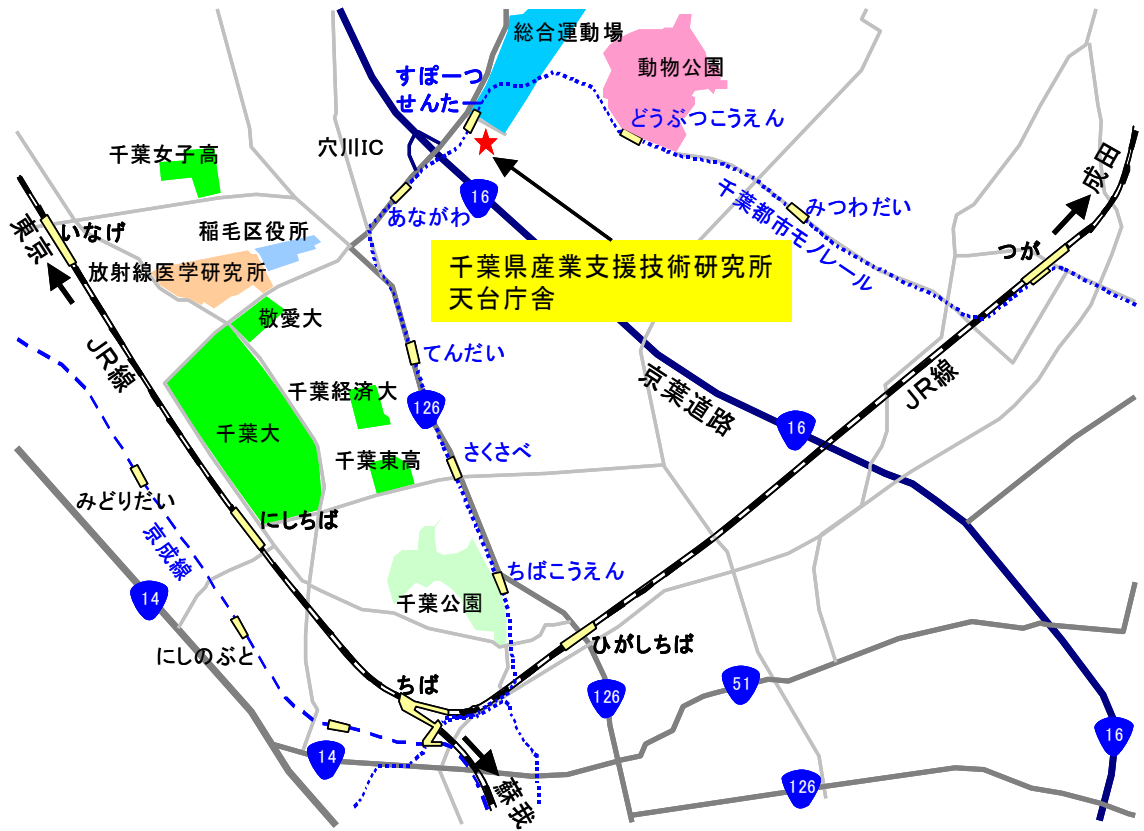 総合運動場
すぽーつ
せんたー
動物公園
どうぶつこうえん
千葉女子高
穴川IC
16
成田
いなげ
東京
稲毛区役所
あながわ
みつわだい
千葉都市モノレール
つが
放射線医学研究所
千葉県産業支援技術研究所
天台庁舎
敬愛大
JR線
てんだい
千葉経済大
126
京葉道路
JR線
16
千葉大
さくさべ
千葉東高
みどりだい
にしちば
京成線
ちばこうえん
14
千葉公園
にしのぶと
ひがしちば
ちば
51
126
14
16
126
蘇我